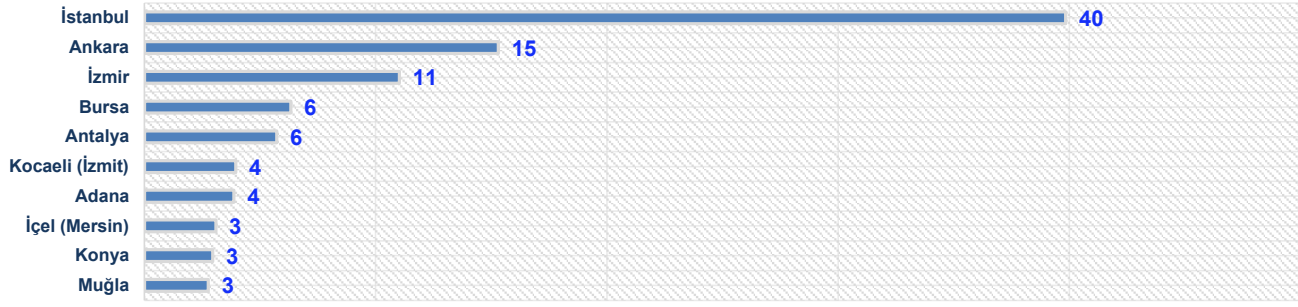 İstanbul 40
Ankara 15
İzmir 11
Bursa 6
Antalya 6
Kocaeli (İzmit) 4
Adana 4
İçel (Mersin) 3
Konya 3
Muğla 3